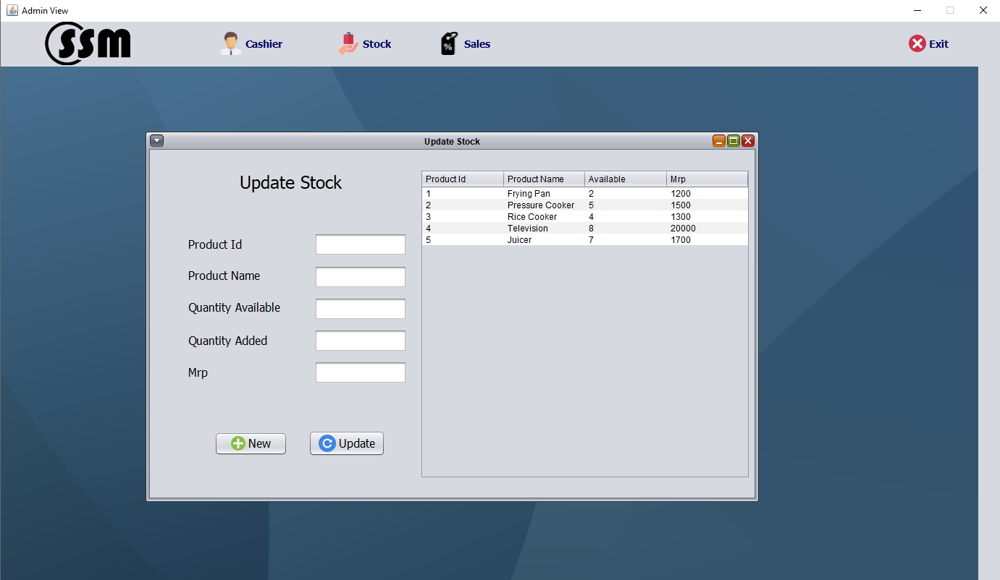 Admin View
SSM Cashier Stock % Sales Exit
Update Stock
Update Stock
Product Id
Product Name
Quantity Available
Quantity Added
Mrp
New Update
Product Id Product Name Available Mrp
1 Frying Pan 2 1200
2 Pressure Cooker 5 1500
3 Rice Cooker 4 1300
4 Television 8 20000
5 Juicer 7 1700